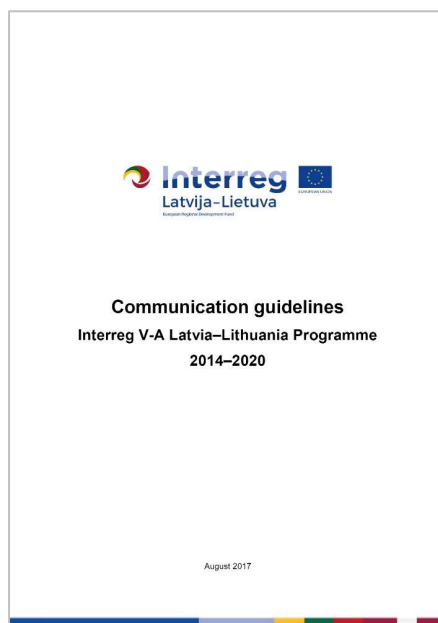 Interreg
EUROPEAN UNION
Latvija-Lietuva
European Regional Development Fund
Communication guidelines
Interreg V-A Latvia–Lithuania Programme
2014–2020
August 2017